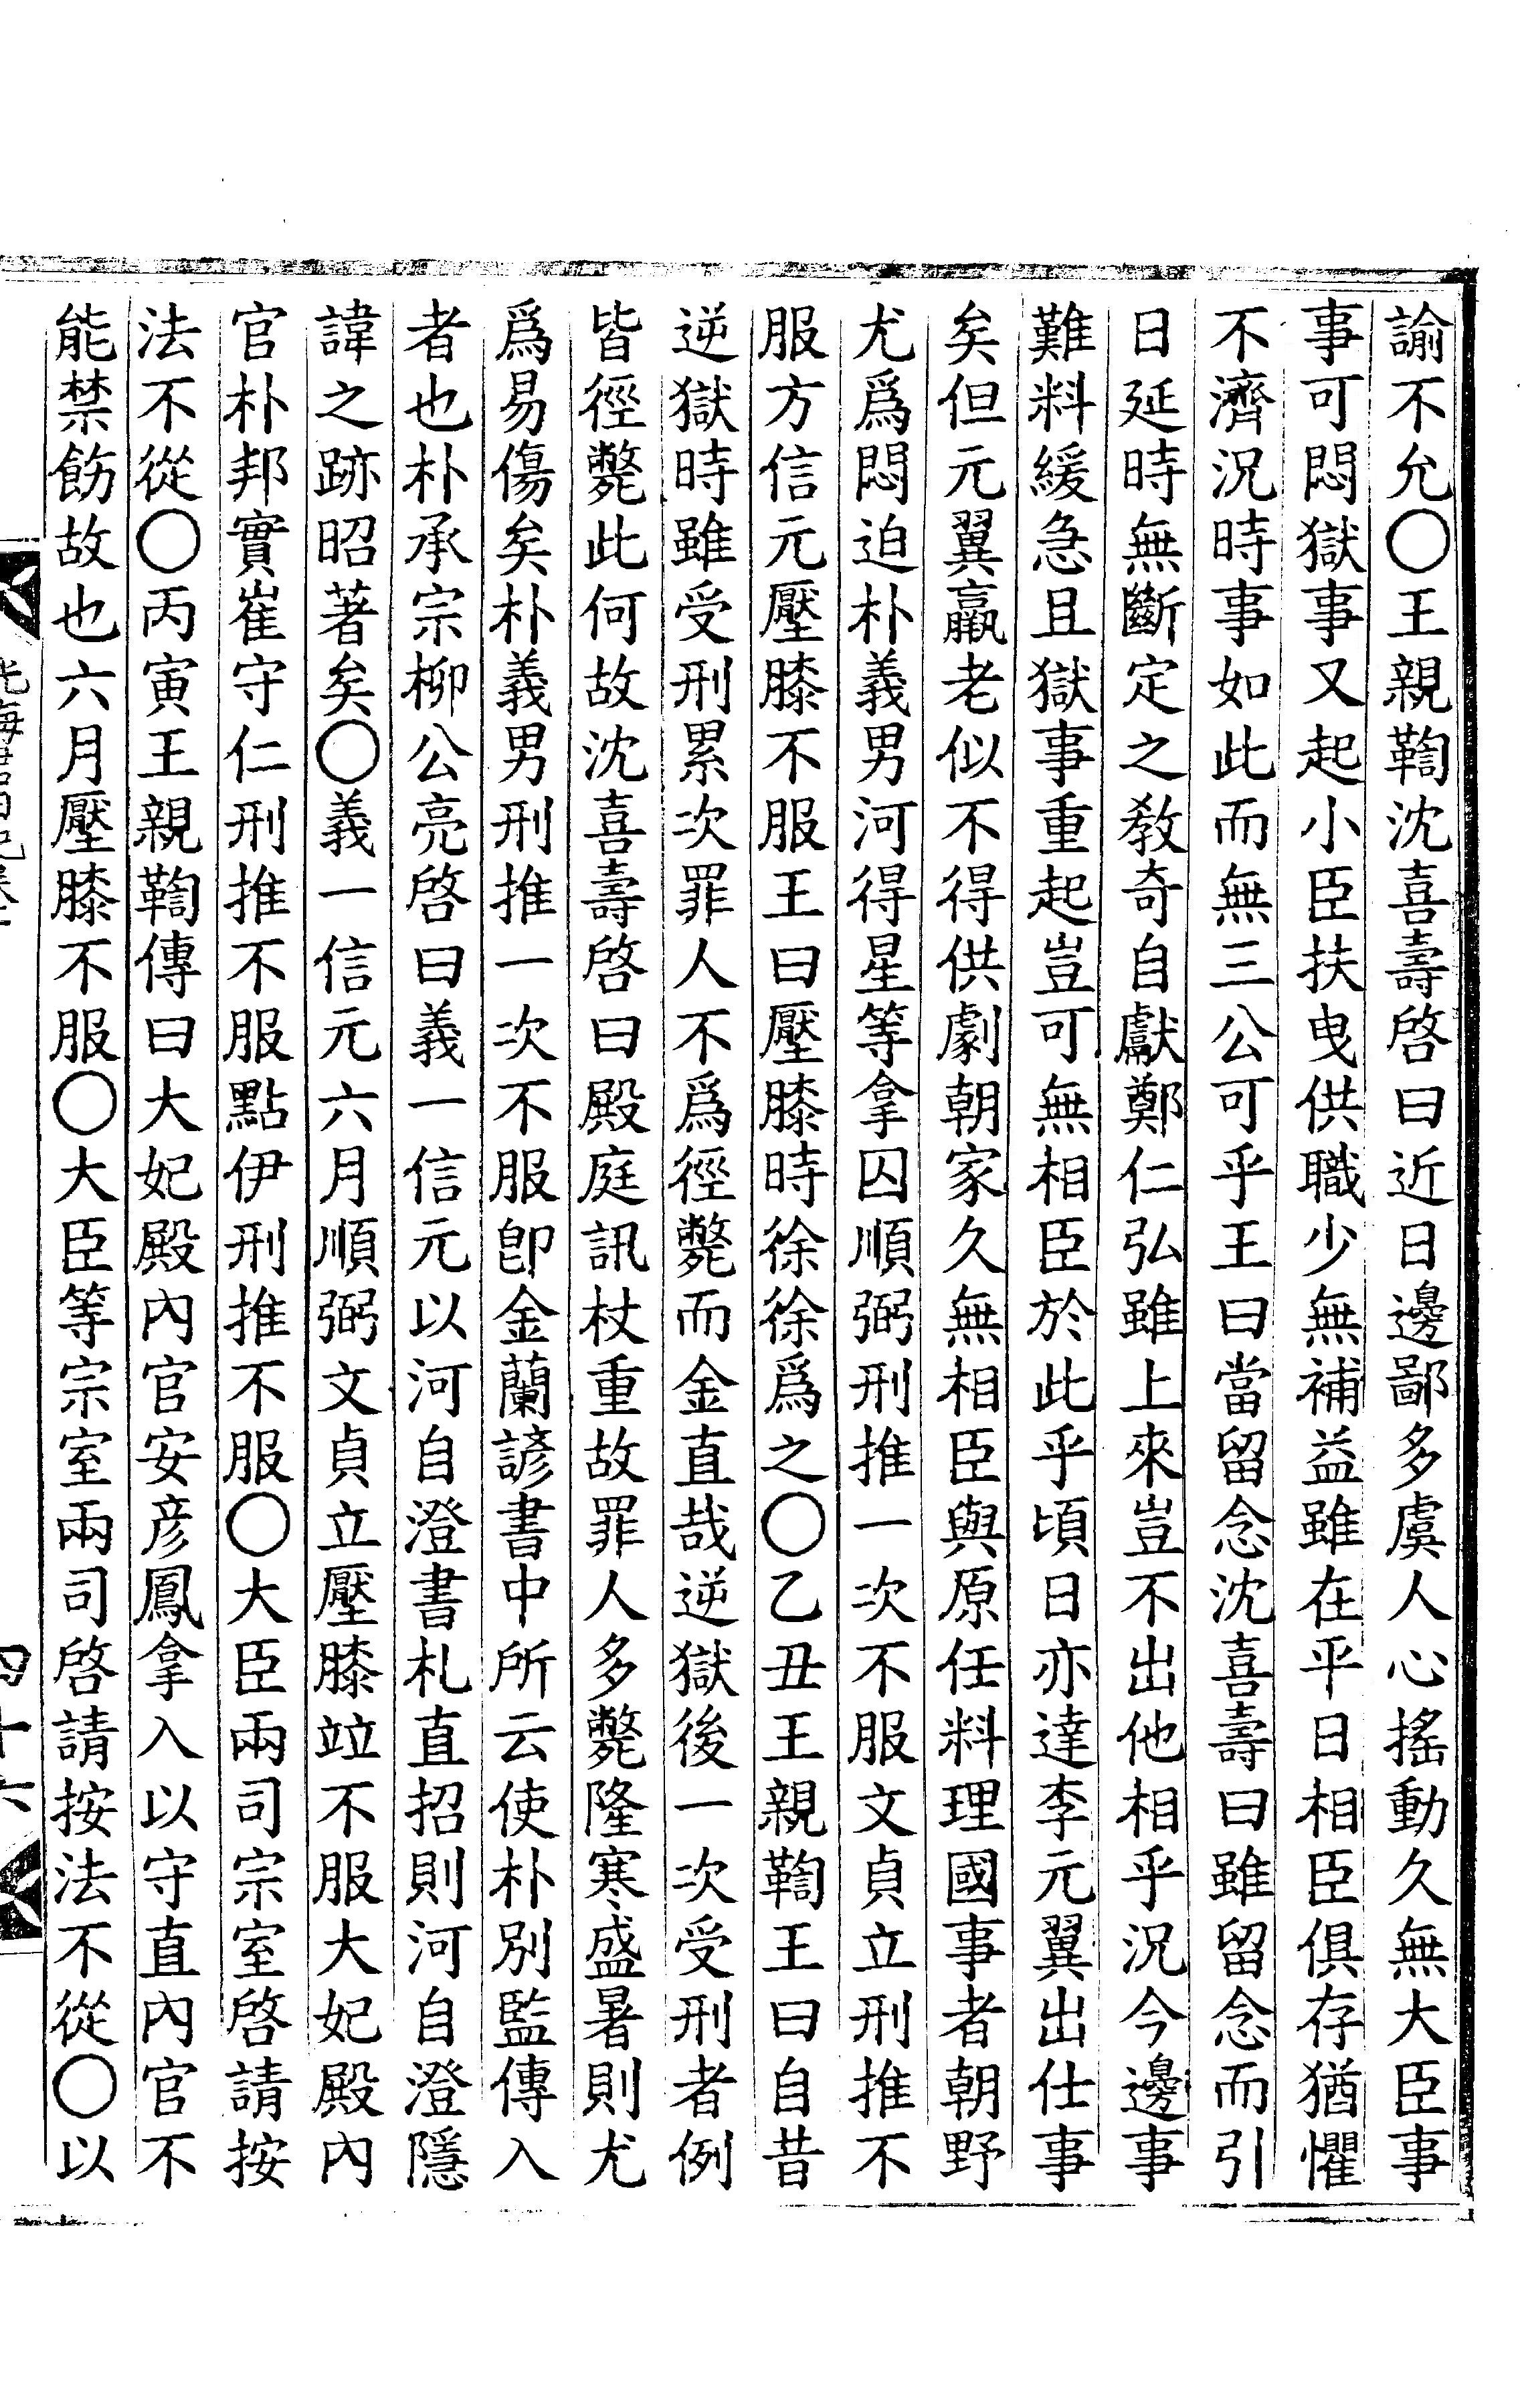 諭不允〇王親鞫沈喜壽啓曰近日邊鄙多虞人心搖動久無大臣事
事可悶獄事又起小臣扶曳供職少無補益雖在平日相臣俱存猶懼
不濟況時事如此而無三公可乎王曰當留念沈喜壽曰雖留念而引
日延時無斷定之敎奇自獻鄭仁弘雖上來豈不出他相乎況今邊事
難料緩急且獄事重起豈可無相臣於此乎頃日亦達李元翼出仕事
矣但元翼羸老似不得供劇朝家久無相臣與原任料理國事者朝野
尤爲悶迫朴義男河得星等拿囚順弼刑推一次不服文貞立刑推不
服方信元壓膝不服王曰壓膝時徐徐爲之〇乙丑王親鞫王曰自昔
逆獄時雖受刑累次罪人不爲徑斃而金直哉逆獄後一次受刑者例
皆徑斃此何故沈喜壽啓曰殿庭訊杖重故罪人多斃隆寒盛暑則尤
爲易傷矣朴義男刑推一次不服卽金蘭諺書中所云使朴別監傳入
者也朴承宗柳公亮啓曰義一信元以河自澄書札直招則河自澄隱
諱之跡昭著矣〇義一信元六月順弼文貞立壓膝竝不服大妃殿內
官朴邦實崔守仁刑推不服點伊刑推不服〇大臣兩司宗室啓請按
法不從〇丙寅王親鞫傳曰大妃殿內官安彦鳳拿入以守直內官不
能禁飭故也六月壓膝不服〇大臣等宗室兩司啓請按法不從〇以
四十六